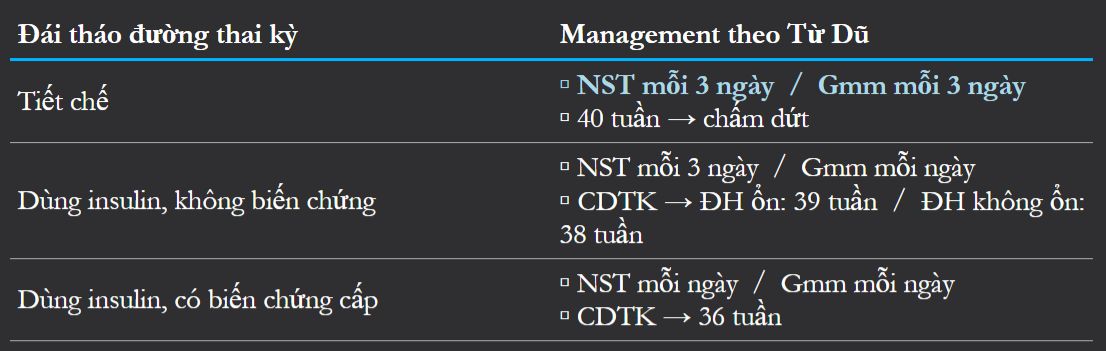 Đái tháo đường thai kỳ
Management theo Từ Dũ
Tiết chế
▫ NST mỗi 3 ngày / Gmm mỗi 3 ngày
▫ 40 tuần → chấm dứt
Dùng insulin, không biến chứng
▫ NST mỗi 3 ngày / Gmm mỗi ngày
▫ CDTK → ĐH ổn: 39 tuần / ĐH không ổn:
38 tuần
Dùng insulin, có biến chứng cấp
▫ NST mỗi ngày / Gmm mỗi ngày
▫ CDTK → 36 tuần